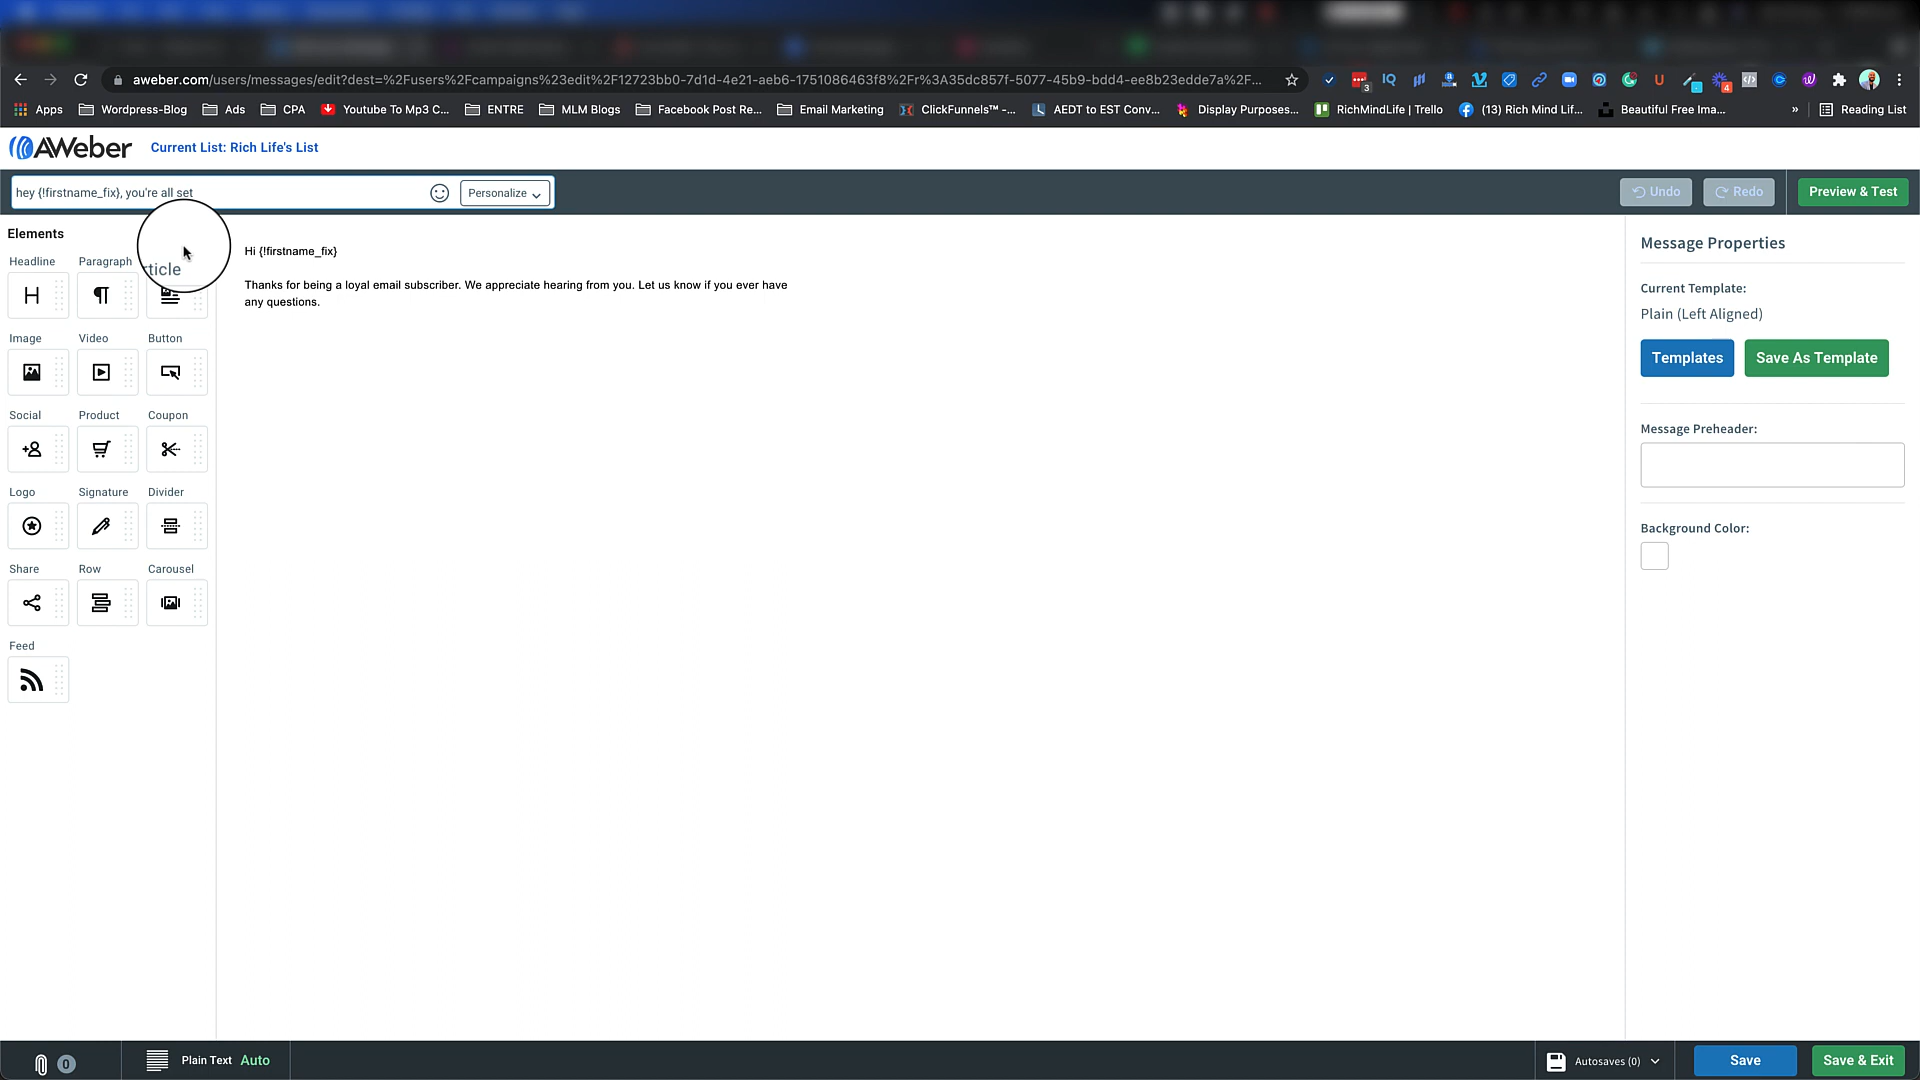 aweber.com/users/messages/edit?dest=%2Fusers%2Fcampaigns%23edit%2F12723bb0-7d1d-4e21-aeb6-1751086463f8%2Fr%3A35dc857f-5077-45b9-bdd4-ee8b23edde7a%2F...
3
4
Apps
Wordpress-Blog
Ads
CPA
Youtube To Mp3 C...
ENTRE
MLM Blogs
Facebook Post Re...
Email Marketing
ClickFunnels™ -...
AEDT to EST Conv...
Display Purposes...
RichMindLife | Trello
(13) Rich Mind Lif...
Beautiful Free Ima...
»
Reading List
AWeber
Current List: Rich Life's List
hey {!firstname_fix}, you're all set
Personalize
Undo
Redo
Preview & Test
Elements
Headline
Paragraph
ticle
Image
Video
Button
Social
Product
Coupon
Logo
Signature
Divider
Share
Row
Carousel
Feed
Hi {!firstname_fix}
Thanks for being a loyal email subscriber. We appreciate hearing from you. Let us know if you ever have
any questions.
Message Properties
Current Template:
Plain (Left Aligned)
Templates
Save As Template
Message Preheader:
Background Color:
0
Plain Text Auto
Autosaves (0)
Save
Save & Exit